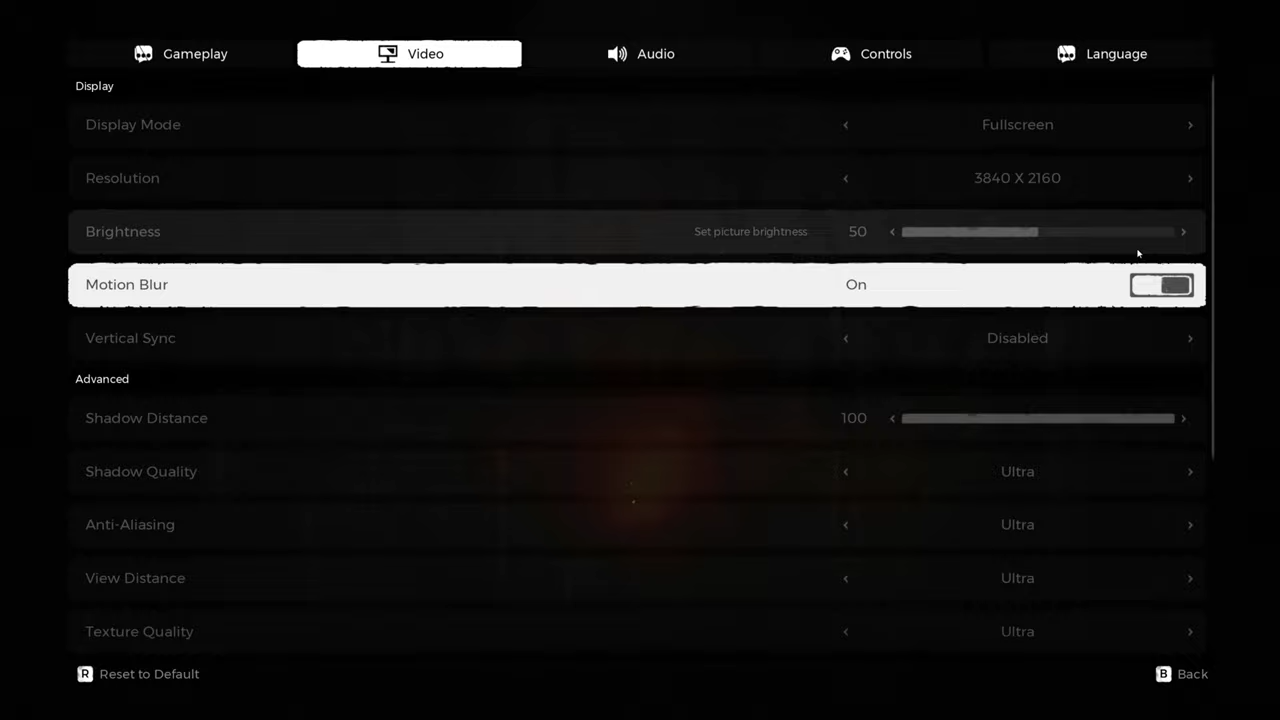 Gameplay Video Audio Controls Language
Display
Display Mode Fullscreen
Resolution 3840 X 2160
Brightness Set picture brightness 50
Motion Blur On
Vertical Sync Disabled
Advanced
Shadow Distance 100
Shadow Quality Ultra
Anti-Aliasing Ultra
View Distance Ultra
Texture Quality Ultra
R Reset to Default B Back